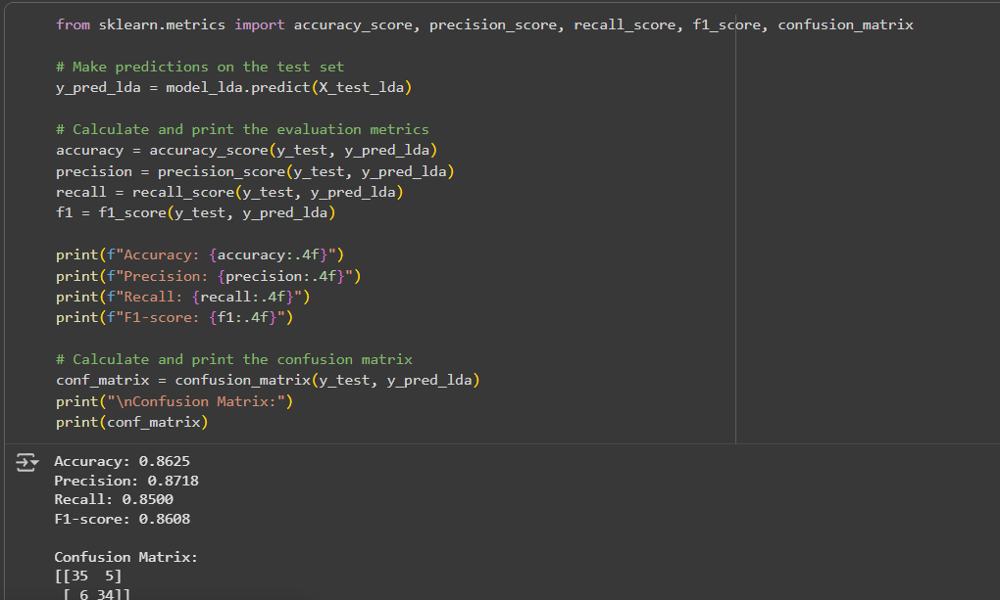 from sklearn.metrics import accuracy_score, precision_score, recall_score, f1_score, confusion_matrix
# Make predictions on the test set
y_pred_lda = model_lda.predict(X_test_lda)
# Calculate and print the evaluation metrics
accuracy = accuracy_score(y_test, y_pred_lda)
precision = precision_score(y_test, y_pred_lda)
recall = recall_score(y_test, y_pred_lda)
f1 = f1_score(y_test, y_pred_lda)
print(f"Accuracy: {accuracy:.4f}")
print(f"Precision: {precision:.4f}")
print(f"Recall: {recall:.4f}")
print(f"F1-score: {f1:.4f}")
# Calculate and print the confusion matrix
conf_matrix = confusion_matrix(y_test, y_pred_lda)
print("\nConfusion Matrix:")
print(conf_matrix)
Accuracy: 0.8625
Precision: 0.8718
Recall: 0.8500
F1-score: 0.8608
Confusion Matrix:
[[35  5]
 [ 6 34]]